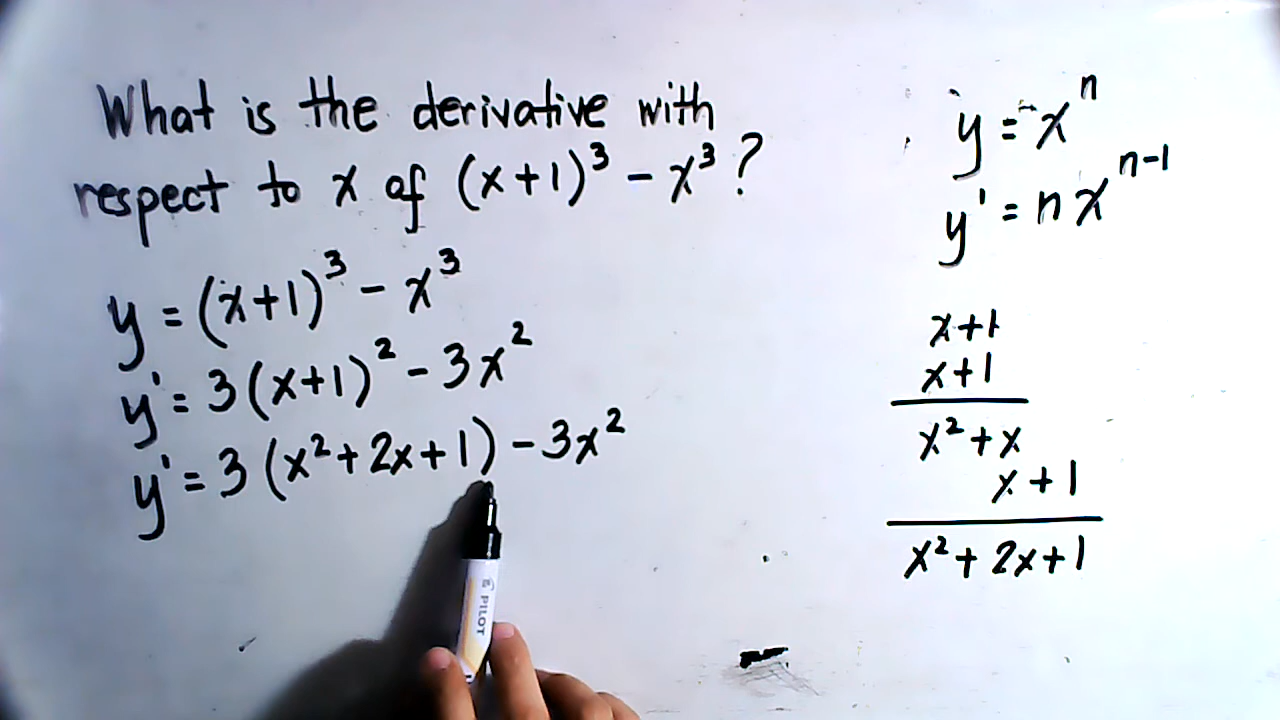 What is the derivative with
respect to x of (x+1)³ - x³?
y = (x+1)³ - x³
y' = 3(x+1)² - 3x²
y' = 3(x²+2x+1) - 3x²
y = xⁿ
y' = nxⁿ⁻¹
x+1
x+1
x²+x
x+1
x²+2x+1
PILOT